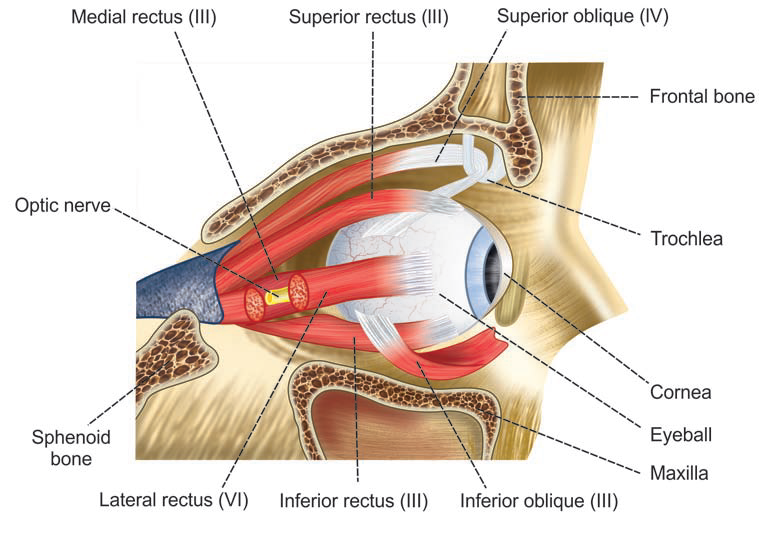 Medial rectus (III)
Superior rectus (III)
Superior oblique (IV)
Frontal bone
Optic nerve
Trochlea
Cornea
Sphenoid
bone
Eyeball
Maxilla
Lateral rectus (VI)
Inferior rectus (III)
Inferior oblique (III)